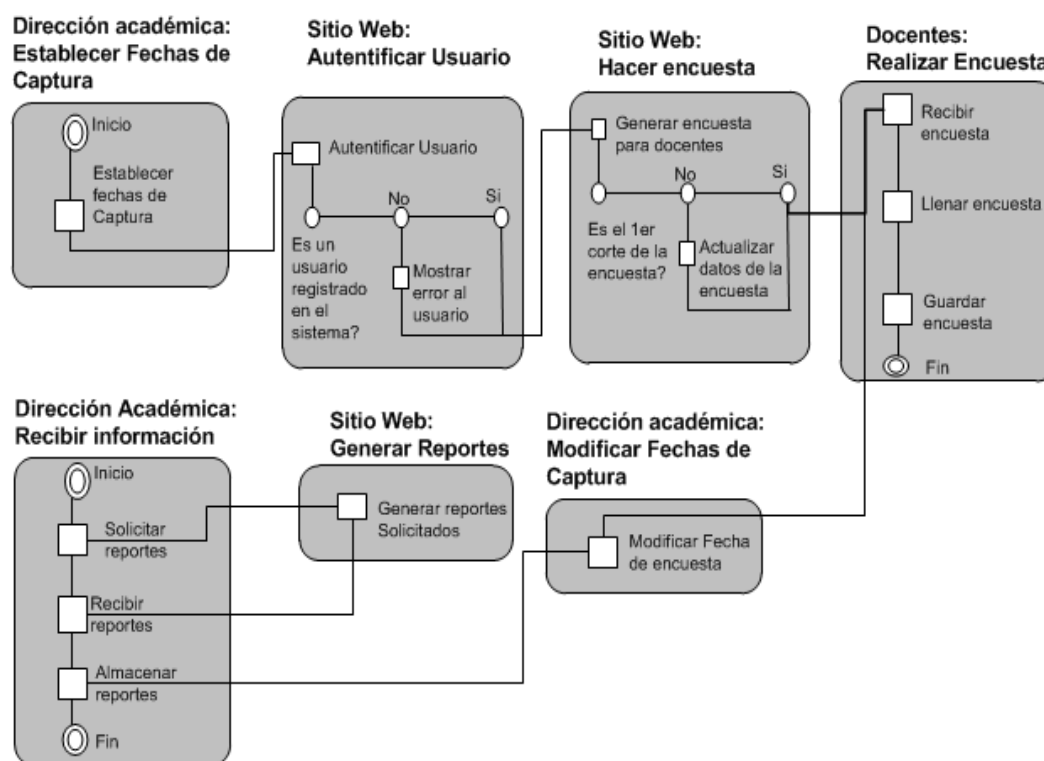 Dirección académica:
Establecer Fechas de
Captura
Inicio
Establecer
fechas de
Captura
Sitio Web:
Autentificar Usuario
Autentificar Usuario
No
Si
Es un
usuario
registrado
en el
sistema?
Mostrar
error al
usuario
Sitio Web:
Hacer encuesta
Generar encuesta
para docentes
No
Si
Es el 1er
corte de la
encuesta?
Actualizar
datos de la
encuesta
Docentes:
Realizar Encuesta
Recibir
encuesta
Llenar encuesta
Guardar
encuesta
Fin
Dirección Académica:
Recibir información
Inicio
Solicitar
reportes
Recibir
reportes
Almacenar
reportes
Fin
Sitio Web:
Generar Reportes
Generar reportes
Solicitados
Dirección académica:
Modificar Fechas de
Captura
Modificar Fecha
de encuesta